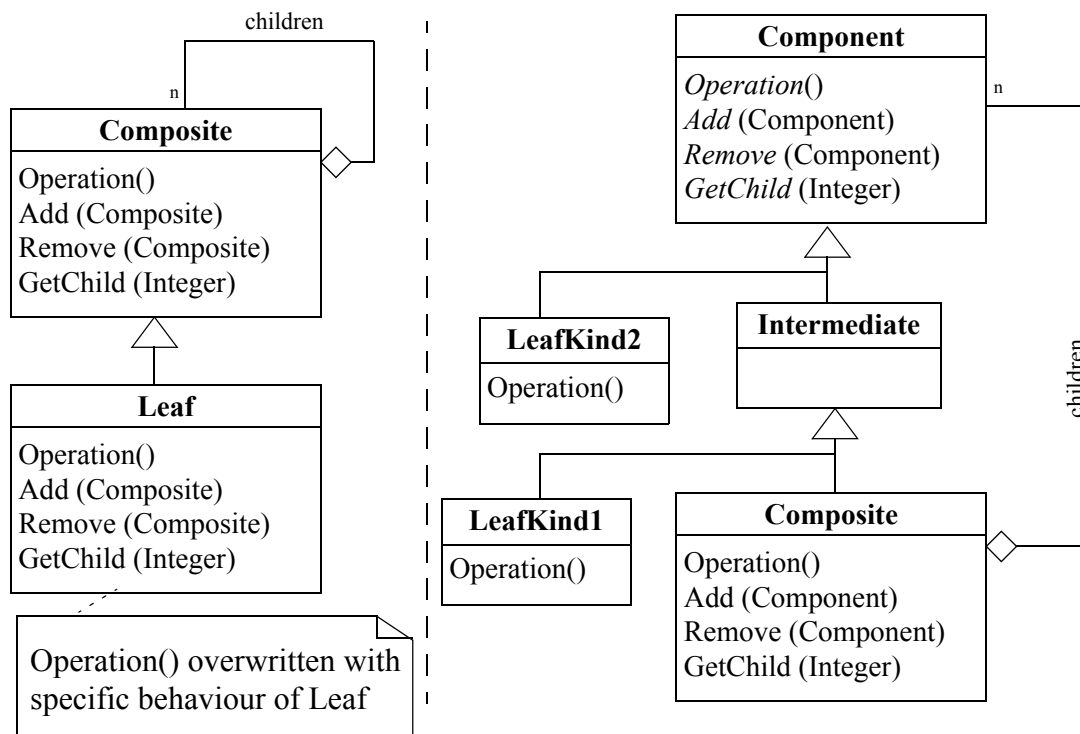 children
n
Composite
Operation()
Add (Composite)
Remove (Composite)
GetChild (Integer)
Leaf
Operation()
Add (Composite)
Remove (Composite)
GetChild (Integer)
Operation() overwritten with
specific behaviour of Leaf
Component
Operation()
Add (Component)
Remove (Component)
GetChild (Integer)
n
children
LeafKind2
Operation()
Intermediate
LeafKind1
Operation()
Composite
Operation()
Add (Component)
Remove (Component)
GetChild (Integer)